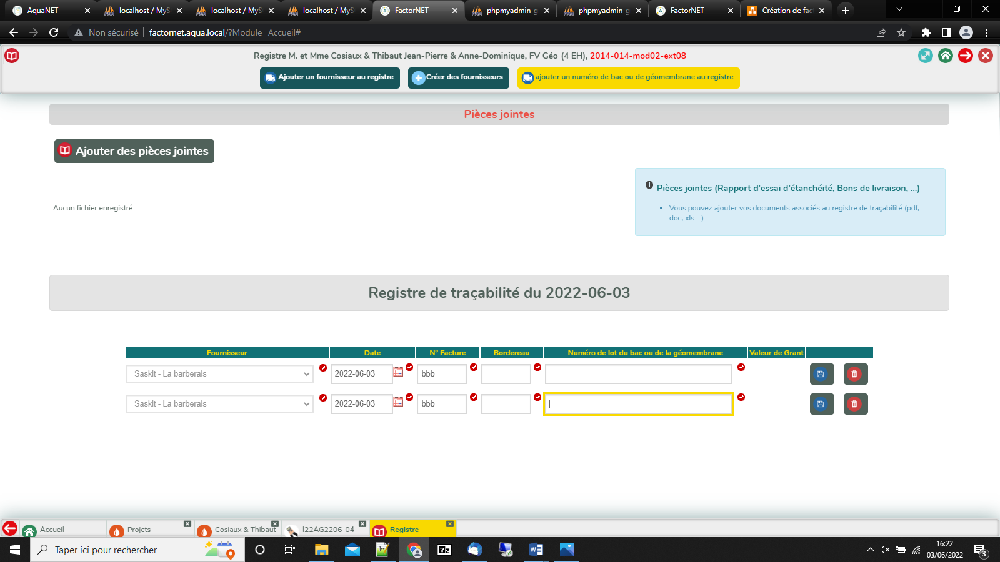 AquaNET
localhost / MyS
localhost / MyS
localhost / MyS
FactorNET
phpmyadmin-g
phpmyadmin-g
FactorNET
Création de fac
Non sécurisé
factornet.aqua.local/?Module=Accueil#
Registre M. et Mme Cosiaux & Thibaut Jean-Pierre & Anne-Dominique, FV Géo (4 EH), 2014-014-mod02-ext08
Ajouter un fournisseur au registre
Créer des fournisseurs
ajouter un numéro de bac ou de géomembrane au registre
Pièces jointes
Ajouter des pièces jointes
Pièces jointes (Rapport d'essai d'étanchéité, Bons de livraison, ...)
Vous pouvez ajouter vos documents associés au registre de traçabilité (pdf,
doc, xls ...)
Aucun fichier enregistré
Registre de traçabilité du 2022-06-03
Fournisseur Date N° Facture Bordereau Numéro de lot du bac ou de la géomembrane Valeur de Grant
Saskit - La barberais 2022-06-03 bbb
Saskit - La barberais 2022-06-03 bbb
Accueil
Projets
Cosiaux & Thibaut
I22AG2206-04
Registre
Taper ici pour rechercher
7z
16:22
03/06/2022
3